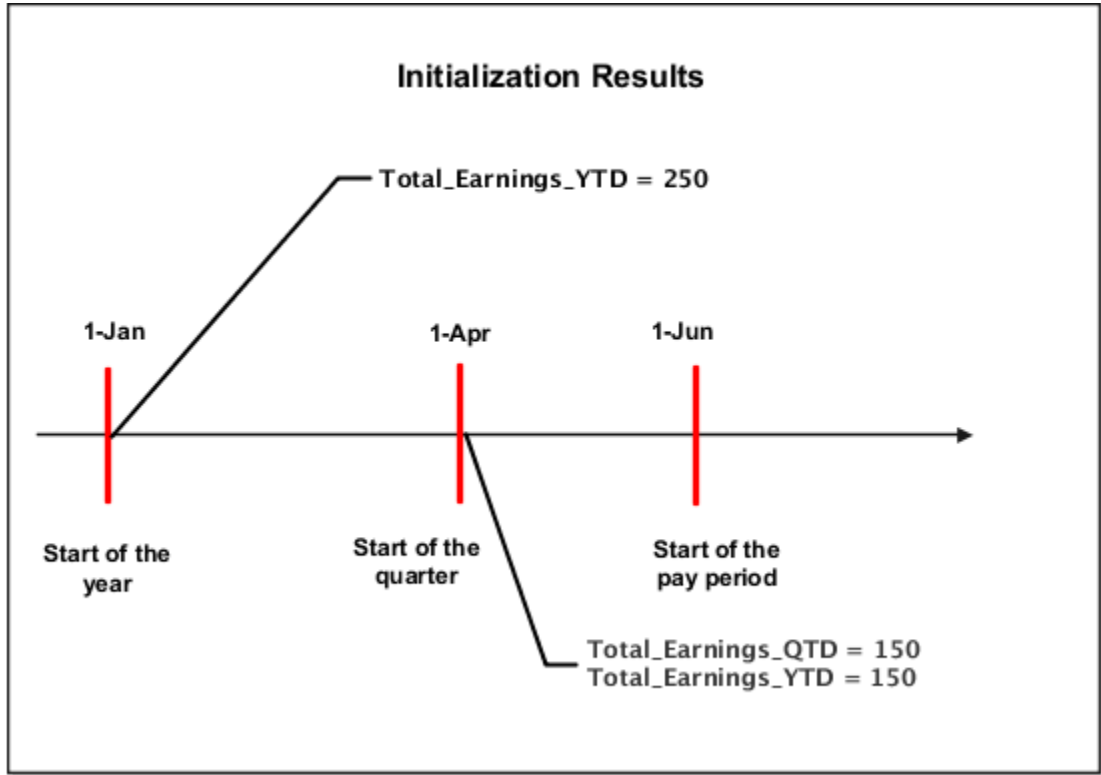 Initialization Results
Total_Earnings_YTD = 250
1-Jan
1-Apr
1-Jun
Start of the
year
Start of the
quarter
Start of the
pay period
Total_Earnings_QTD = 150
Total_Earnings_YTD = 150